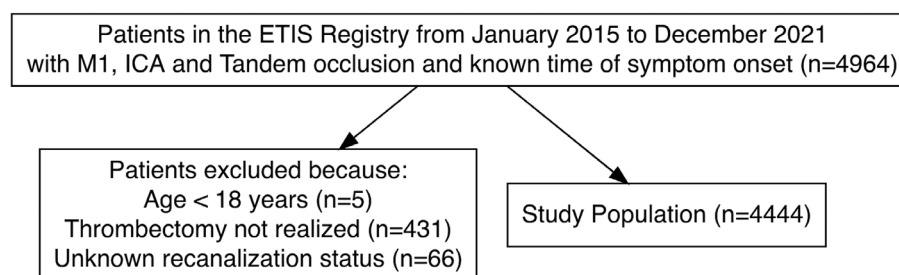 Patients in the ETIS Registry from January 2015 to December 2021
with M1, ICA and Tandem occlusion and known time of symptom onset (n=4964)
Patients excluded because:
Age < 18 years (n=5)
Thrombectomy not realized (n=431)
Unknown recanalization status (n=66)
Study Population (n=4444)